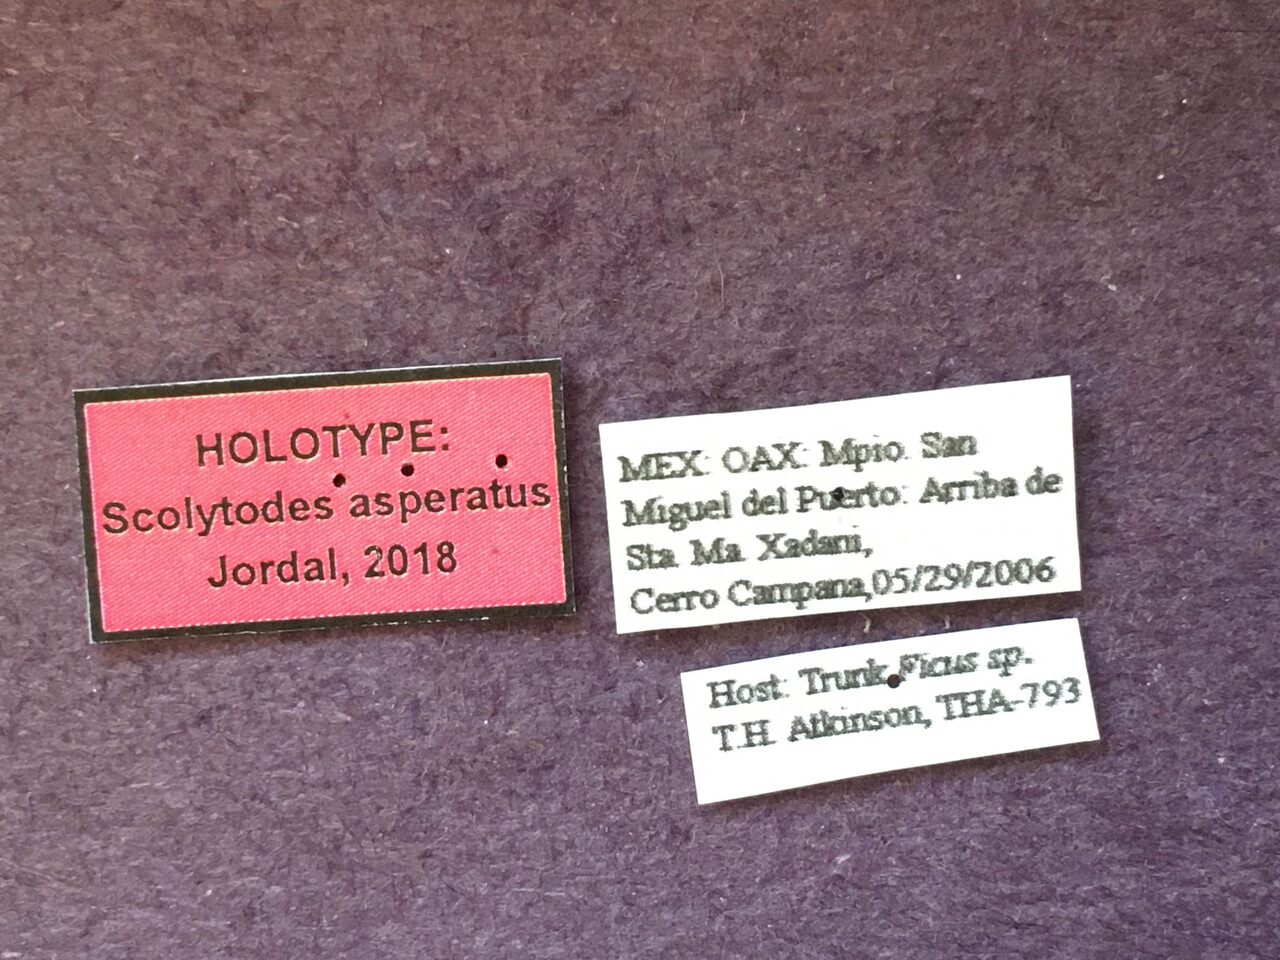 HOLOTYPE:
Scolytodes asperatus
Jordal, 2018
MEX: OAX: Mpio. San
Miguel del Puerto: Arriba de
Sta. Ma. Xadani,
Cerro Campana,05/29/2006
Host: Trunk Ficus sp.
T.H. Atkinson, THA-793